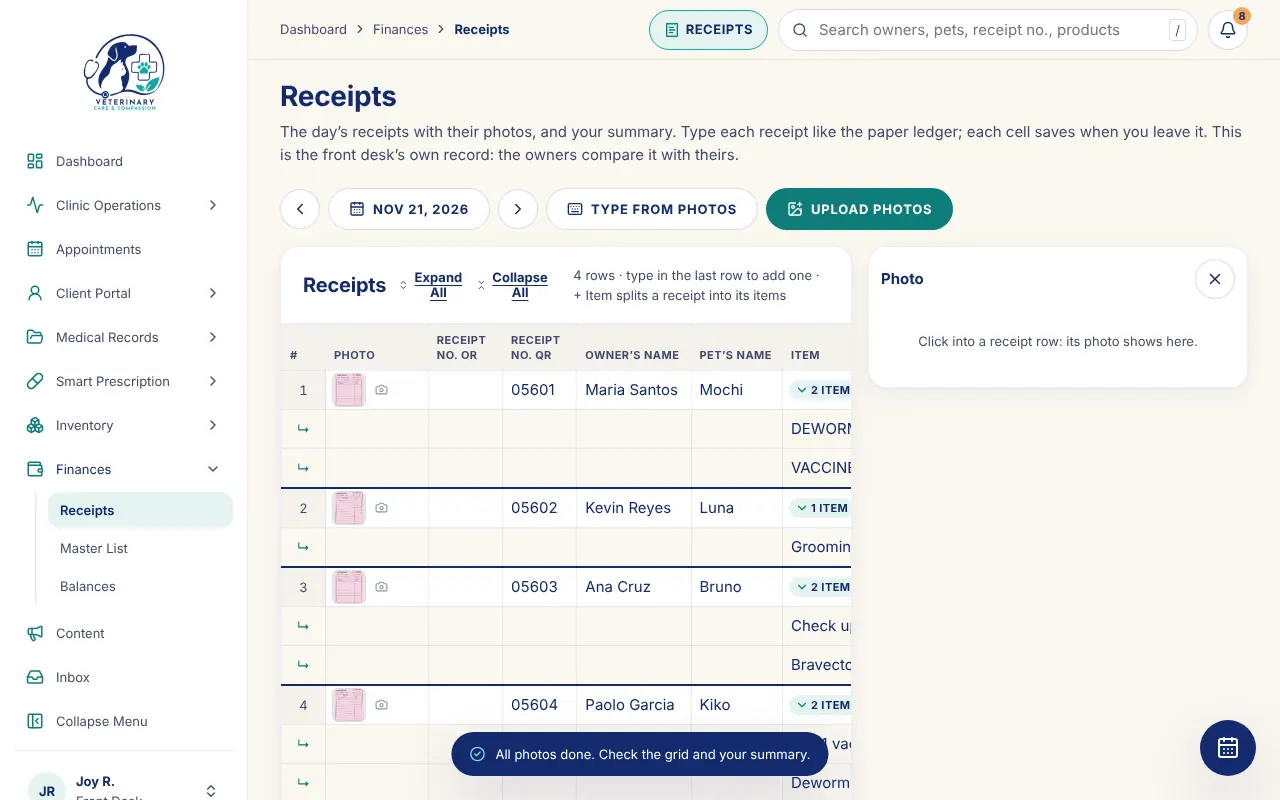 VETERINARY
CARE & COMPASSION
Dashboard
Clinic Operations
Appointments
Client Portal
Medical Records
Smart Prescription
Inventory
Finances
Receipts
Master List
Balances
Content
Inbox
Collapse Menu
JR
Joy R.
Front Desk
Dashboard > Finances > Receipts
RECEIPTS
Search owners, pets, receipt no., products
/
8
Receipts
The day’s receipts with their photos, and your summary. Type each receipt like the paper ledger; each cell saves when you leave it. This
is the front desk’s own record: the owners compare it with theirs.
NOV 21, 2026
TYPE FROM PHOTOS
UPLOAD PHOTOS
Receipts
Expand
All
Collapse
All
4 rows · type in the last row to add one ·
+ Item splits a receipt into its items
# PHOTO RECEIPT NO. OR RECEIPT NO. QR OWNER’S NAME PET’S NAME ITEM
1 05601 Maria Santos Mochi 2 ITEM
DEWORM
VACCINE
2 05602 Kevin Reyes Luna 1 ITEM
Groomin
3 05603 Ana Cruz Bruno 2 ITEM
Check up
Bravecto
4 05604 Paolo Garcia Kiko 2 ITEM
vac
Deworm
Photo
Click into a receipt row: its photo shows here.
All photos done. Check the grid and your summary.